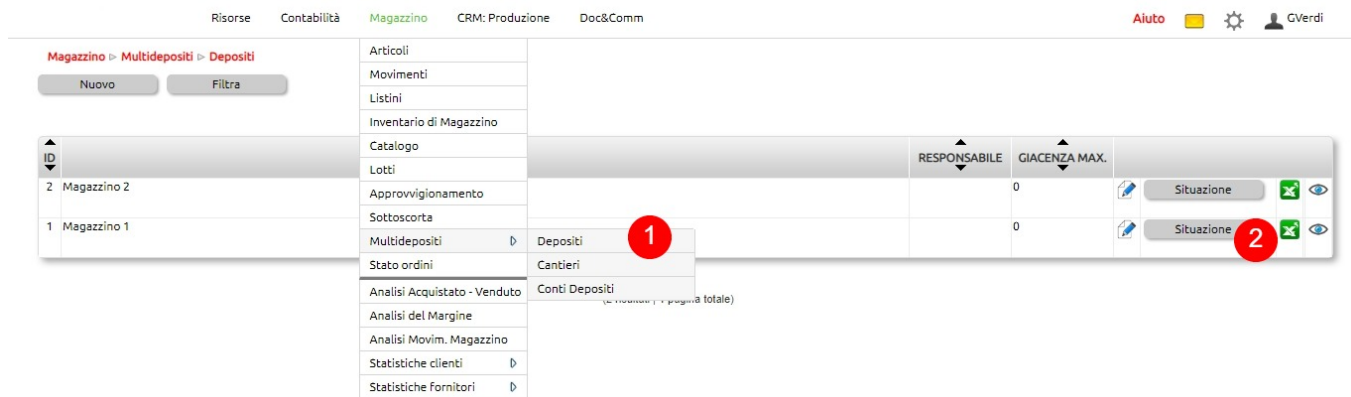 Risorse Contabilità Magazzino CRM: Produzione Doc&Comm Aiuto GVerdi
Magazzino ▷ Multidepositi ▷ Depositi
Nuovo Filtra
Articoli
Movimenti
Listini
Inventario di Magazzino
Catalogo
Lotti
Approvvigionamento
Sottoscorta
Multidepositi
Stato ordini
Analisi Acquistato - Venduto
Analisi del Margine
Analisi Movim. Magazzino
Statistiche clienti
Statistiche fornitori
Depositi 1
Cantieri
Conti Depositi
ID RESPONSABILE GIACENZA MAX.
2 Magazzino 2 0 Situazione
1 Magazzino 1 0 Situazione 2
pagina totale)